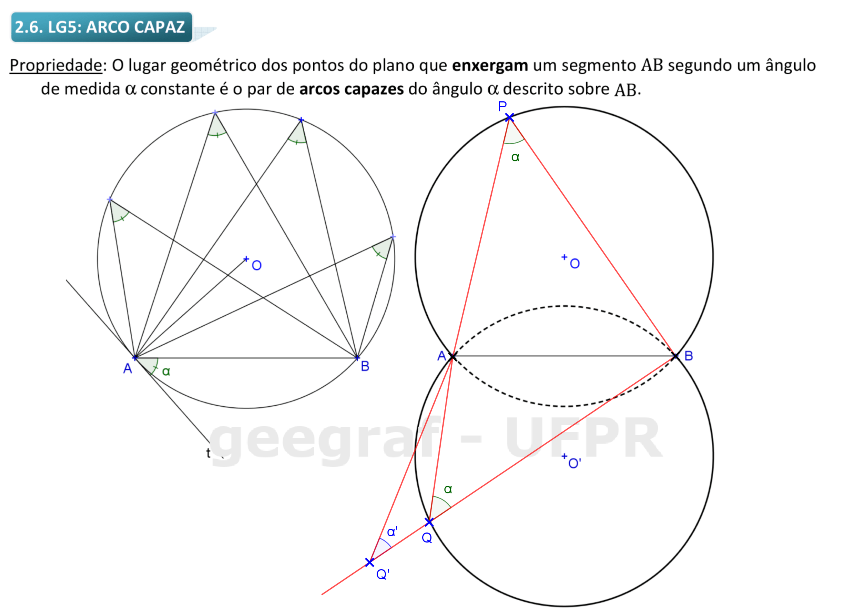 2.6. LG5: ARCO CAPAZ
Propriedade: O lugar geométrico dos pontos do plano que enxergam um segmento AB segundo um ângulo
de medida α constante é o par de arcos capazes do ângulo α descrito sobre AB.
P
α
O
O
A
B
A
B
α
geegraf - UFPR
t
O'
α
Q
α'
Q'